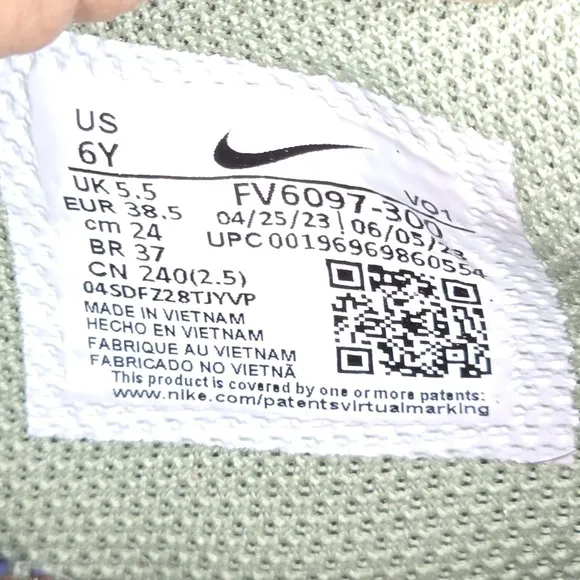 US
6Y
UK 5.5
EUR 38.5
cm 24
BR 37
CN 240(2.5)
FV6097-300 VO1
04/25/23 | 06/05/23
UPC 00196969860554
04SDFZ28TJYVP
MADE IN VIETNAM
HECHO EN VIETNAM
FABRIQUE AU VIETNAM
FABRICADO NO VIETNÃ
This product is covered by one or more patents:
www.nike.com/patentsvirtualmarking